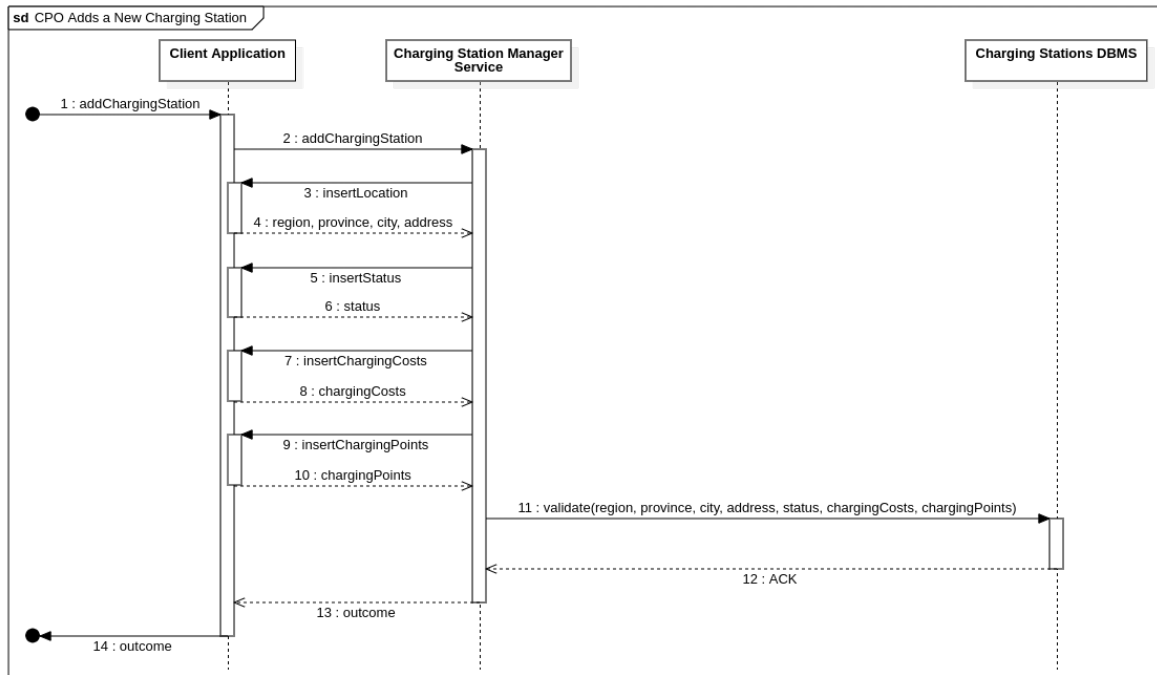 sd CPO Adds a New Charging Station
Client Application
Charging Station Manager
Service
Charging Stations DBMS
1 : addChargingStation
2 : addChargingStation
3 : insertLocation
4 : region, province, city, address
5 : insertStatus
6 : status
7 : insertChargingCosts
8 : chargingCosts
9 : insertChargingPoints
10 : chargingPoints
11 : validate(region, province, city, address, status, chargingCosts, chargingPoints)
12 : ACK
13 : outcome
14 : outcome